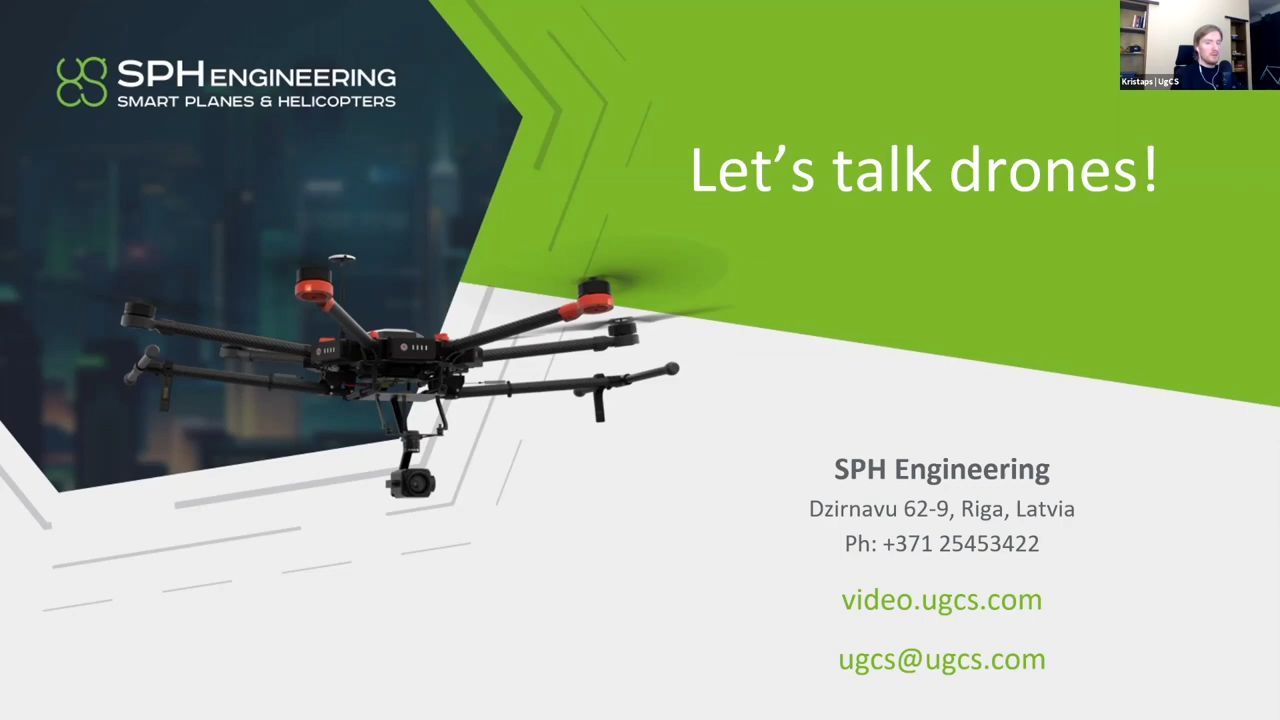 SPH ENGINEERING
SMART PLANES & HELICOPTERS
Kristaps | UgCS
Let's talk drones!
SPH Engineering
Dzirnavu 62-9, Riga, Latvia
Ph: +371 25453422
video.ugcs.com
ugcs@ugcs.com